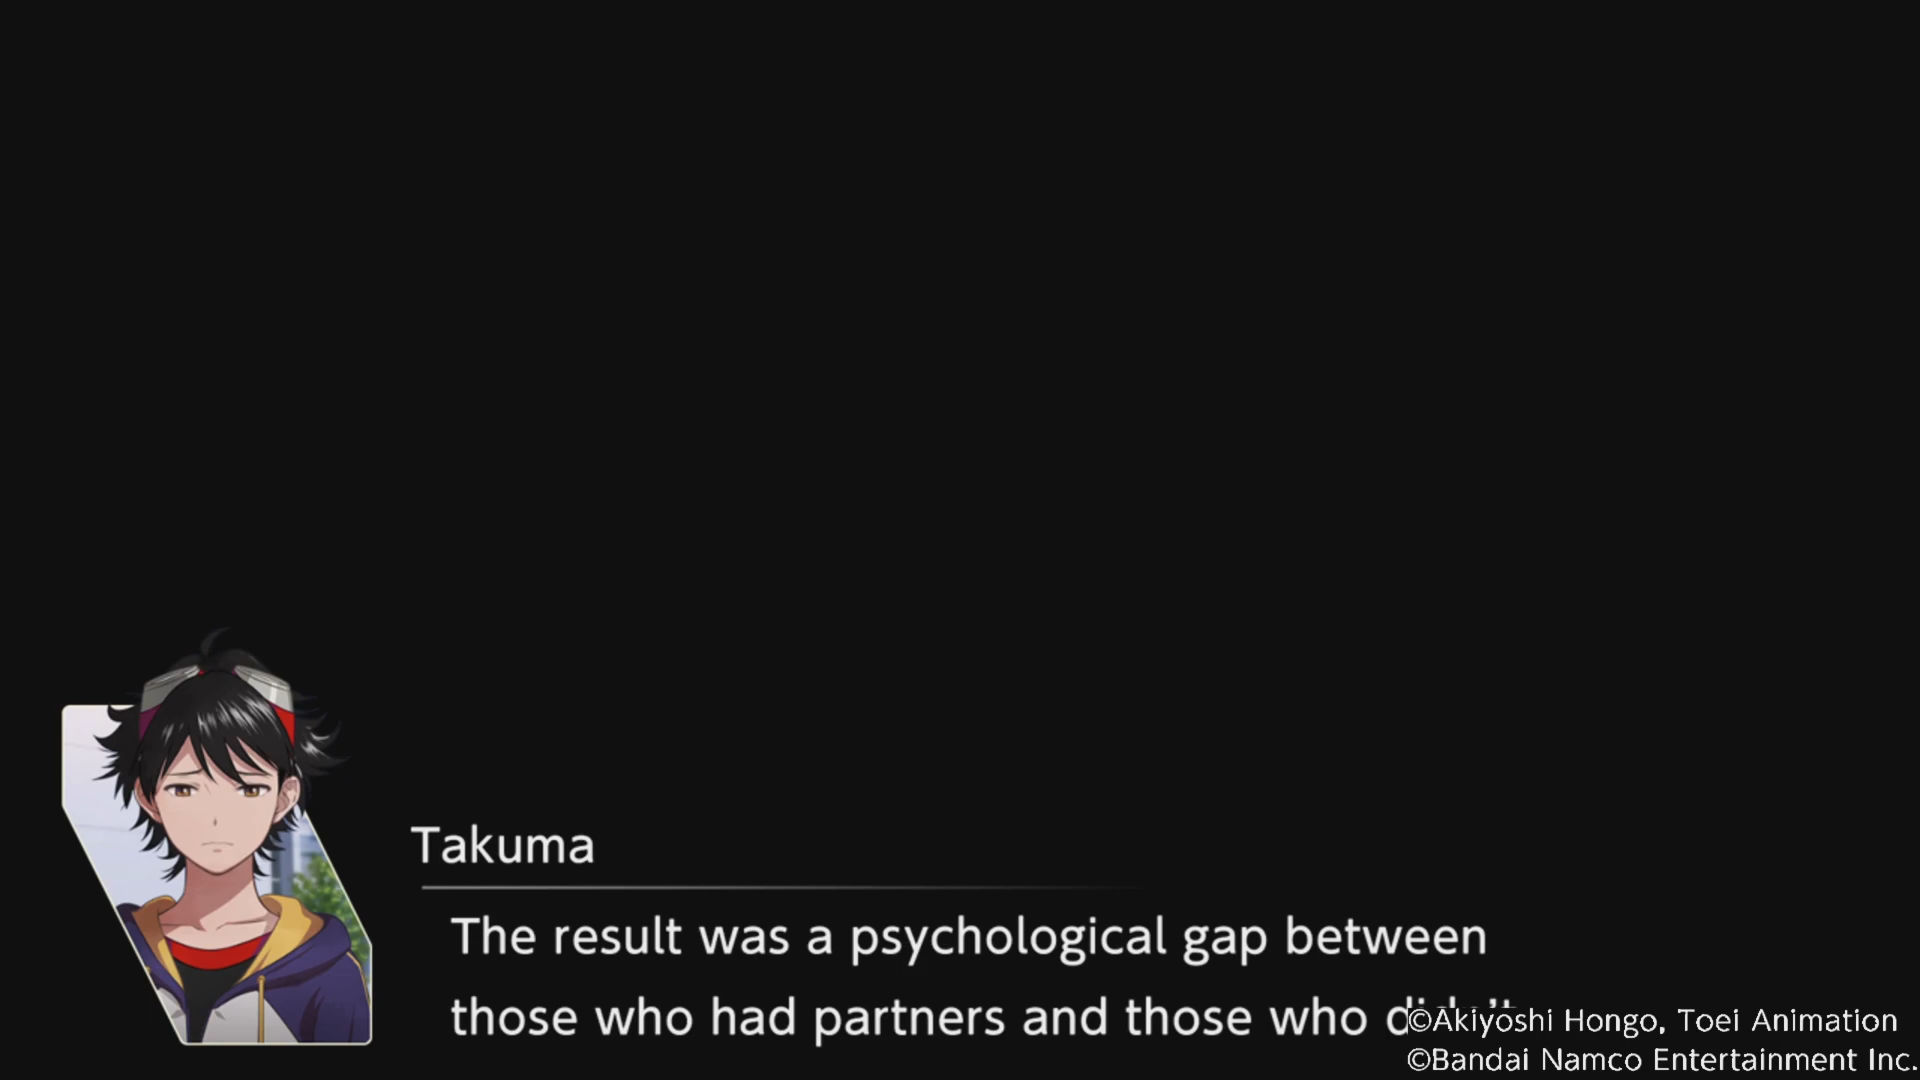 Takuma
The result was a psychological gap between
those who had partners and those who didn't
©Akiyoshi Hongo, Toei Animation
©Bandai Namco Entertainment Inc.